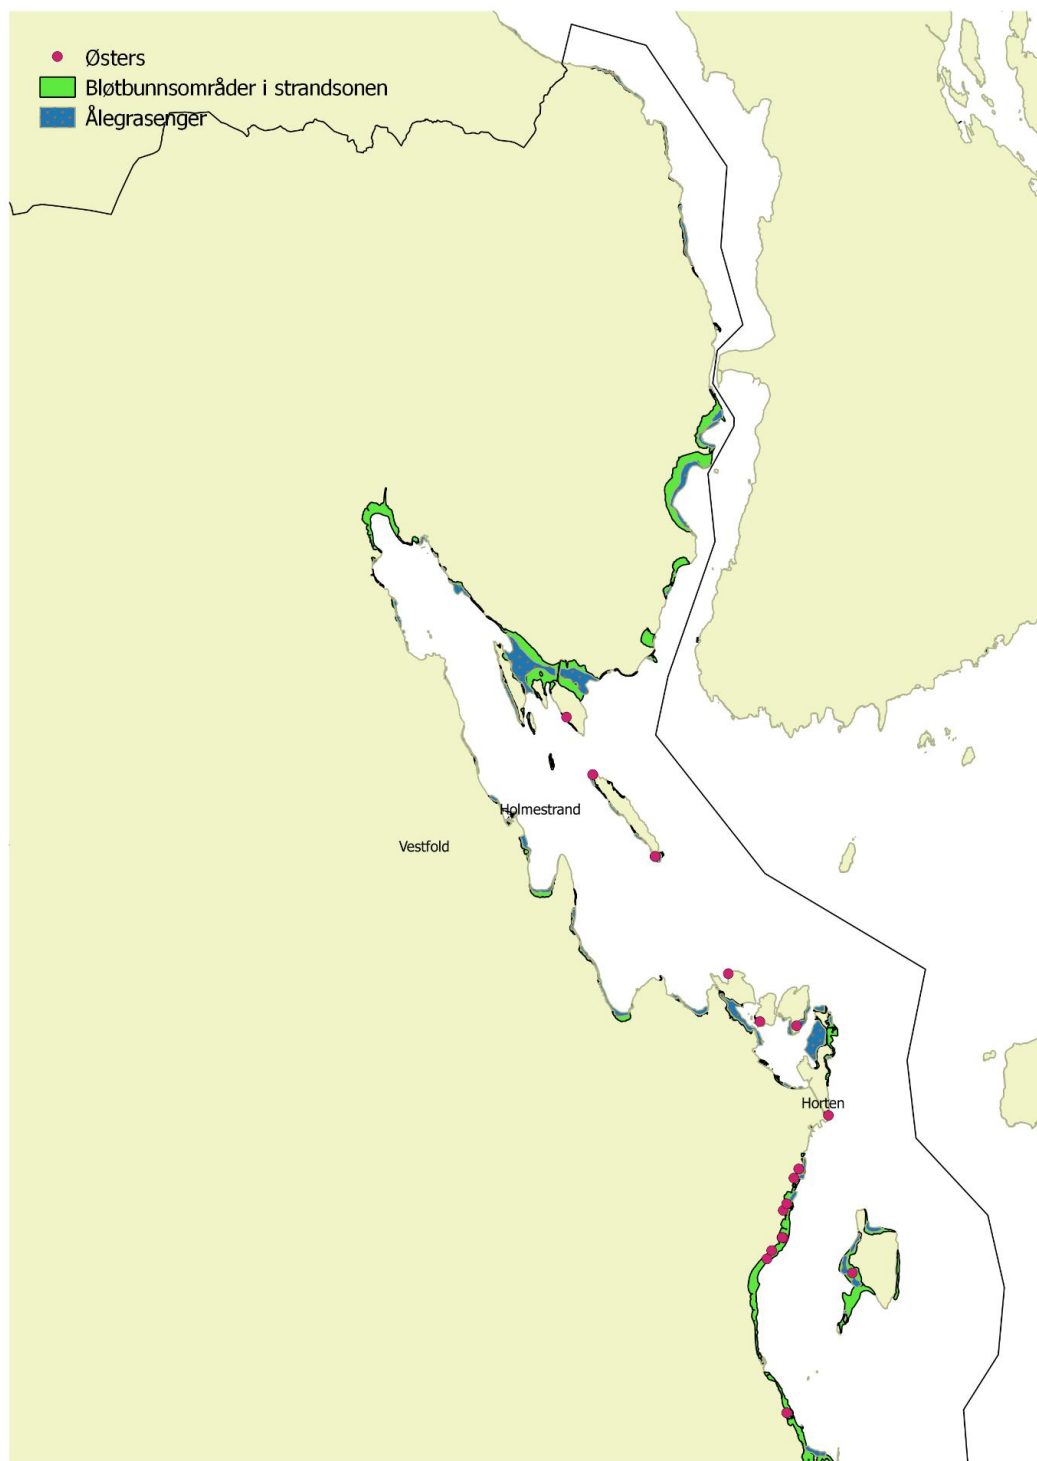 Østers
Bløtbunnsområder i strandsonen
Ålegrasenger
Holmestrand
Vestfold
Horten